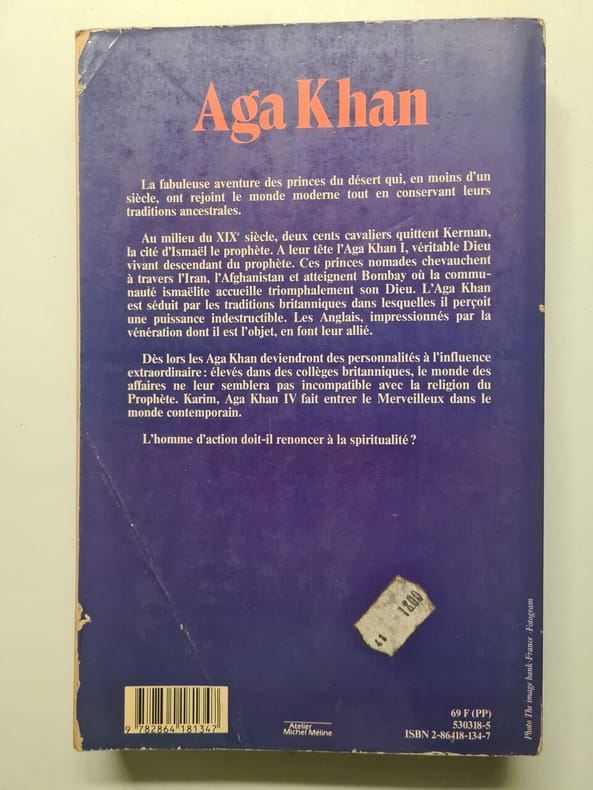 Aga Khan
La fabuleuse aventure des princes du désert qui, en moins d'un
siècle, ont rejoint le monde moderne tout en conservant leurs
traditions ancestrales.
Au milieu du XIXe siècle, deux cents cavaliers quittent Kerman,
la cité d'Ismaël le prophète. A leur tête l'Aga Khan I, véritable Dieu
vivant descendant du prophète. Ces princes nomades chevauchent
à travers l'Iran, l'Afghanistan et atteignent Bombay où la commu-
nauté ismaélite accueille triomphalement son Dieu. L'Aga Khan
est séduit par les traditions britanniques dans lesquelles il perçoit
une puissance indestructible. Les Anglais, impressionnés par la
vénération dont il est l'objet, en font leur allié.
Dès lors les Aga Khan deviendront des personnalités à l'influence
extraordinaire : élevés dans des collèges britanniques, le monde des
affaires ne leur semblera pas incompatible avec la religion du
Prophète. Karim, Aga Khan IV fait entrer le Merveilleux dans le
monde contemporain.
L'homme d'action doit-il renoncer à la spiritualité ?
1800
9 782864 181347
Atelier
Michel Méline
69 F (PP)
530318-5
ISBN 2-86418-134-7
Photo The image bank-France Fotogram